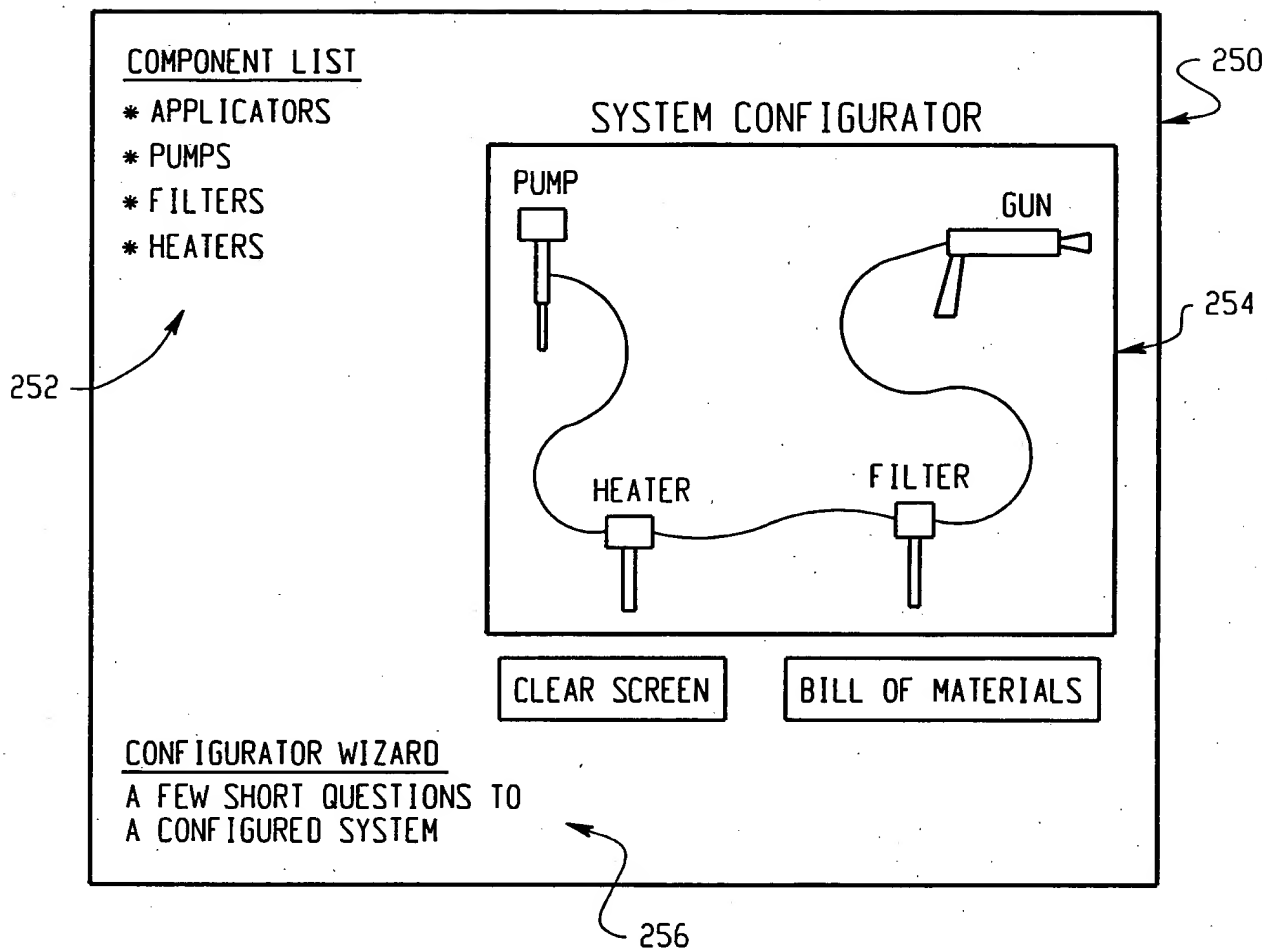 COMPONENT LIST
* APPLICATORS
* PUMPS
* FILTERS
* HEATERS
252
SYSTEM CONFIGURATOR
250
PUMP
GUN
254
HEATER
FILTER
CLEAR SCREEN
BILL OF MATERIALS
CONFIGURATOR WIZARD
A FEW SHORT QUESTIONS TO
A CONFIGURED SYSTEM
256